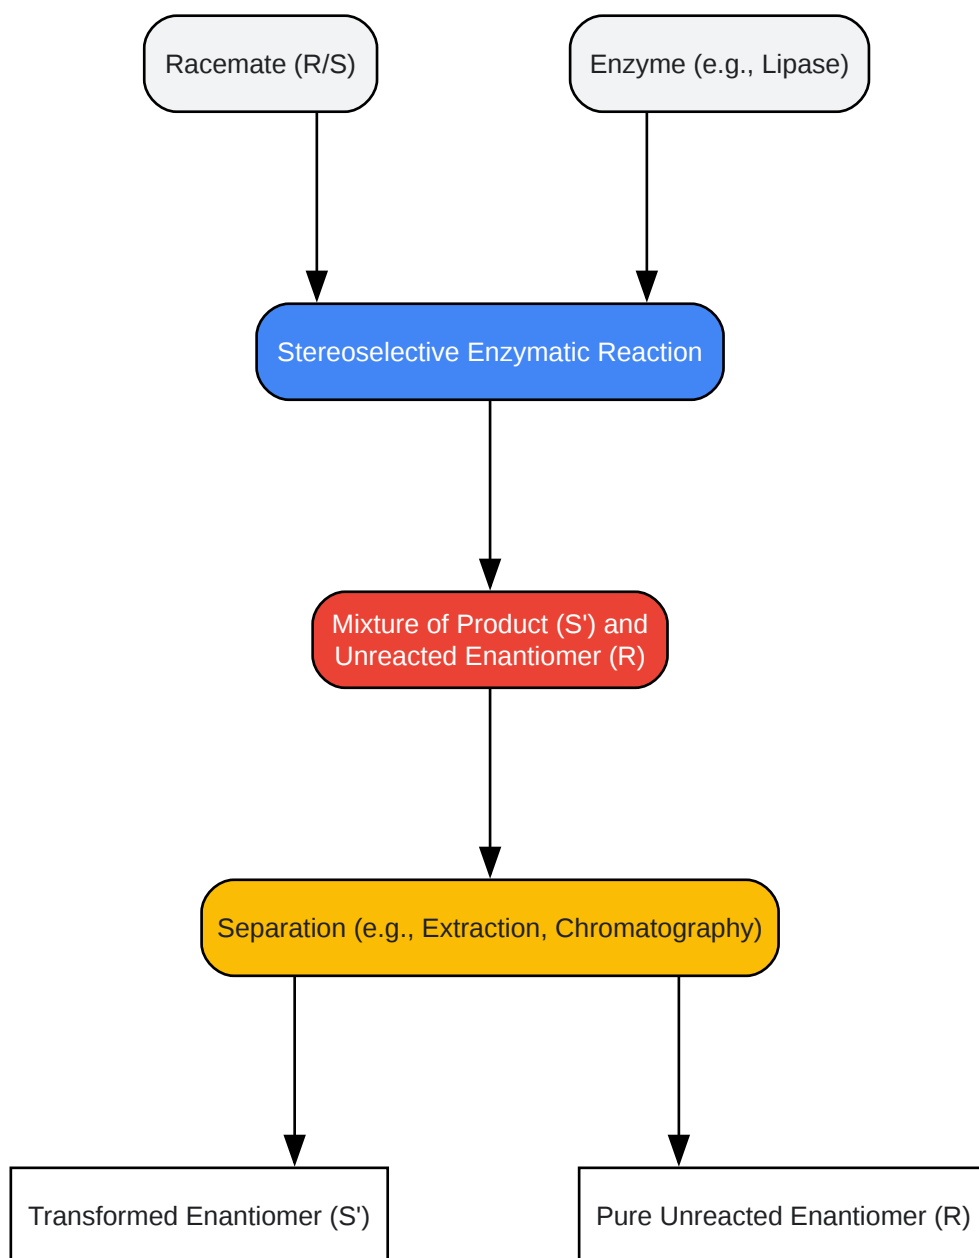 Racemate (R/S)
Enzyme (e.g., Lipase)
Stereoselective Enzymatic Reaction
Mixture of Product (S') and
Unreacted Enantiomer (R)
Separation (e.g., Extraction, Chromatography)
Transformed Enantiomer (S')
Pure Unreacted Enantiomer (R)